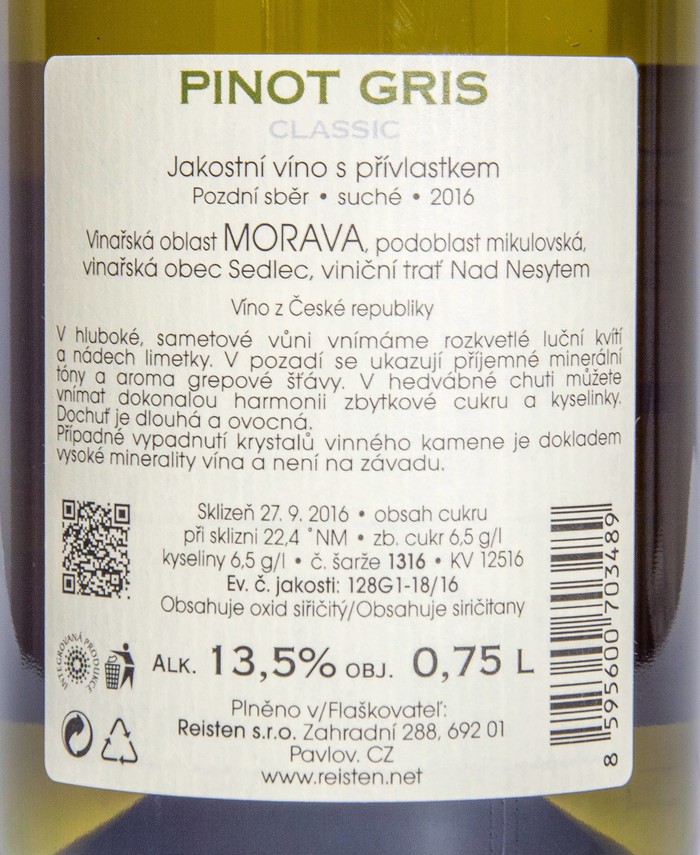 PINOT GRIS
CLASSIC
Jakostní víno s přívlastkem
Pozdní sběr • suché • 2016
Vinařská oblast MORAVA, podoblast mikulovská,
vinařská obec Sedlec, viniční trať Nad Nesytem
Víno z České republiky
V hluboké, sametové vůni vnímáme rozkvetlé luční kvítí
a nádech limetky. V pozadí se ukazují příjemné minerální
tóny a aroma grepové šťávy. V hedvábné chuti můžete
vnímat dokonalou harmonii zbytkové cukru a kyselinky.
Dochuť je dlouhá a ovocná.
Případné vypadnutí krystalů vinného kamene je dokladem
vysoké minerality vína a není na závadu.
Sklizeň 27. 9. 2016 • obsah cukru
při sklizni 22,4 °NM • zb. cukr 6,5 g/l
kyseliny 6,5 g/l • č. šarže 1316 • KV 12516
Ev. č. jakosti: 128G1-18/16
Obsahuje oxid siřičitý/Obsahuje siričitany
INTEGROVANÁ PRODUKCE
ALK. 13,5% OBJ. 0,75 L
Plněno v/Flaškovateľ:
Reisten s.r.o. Zahradní 288, 692 01
Pavlov. CZ
www.reisten.net
8 595600 703489